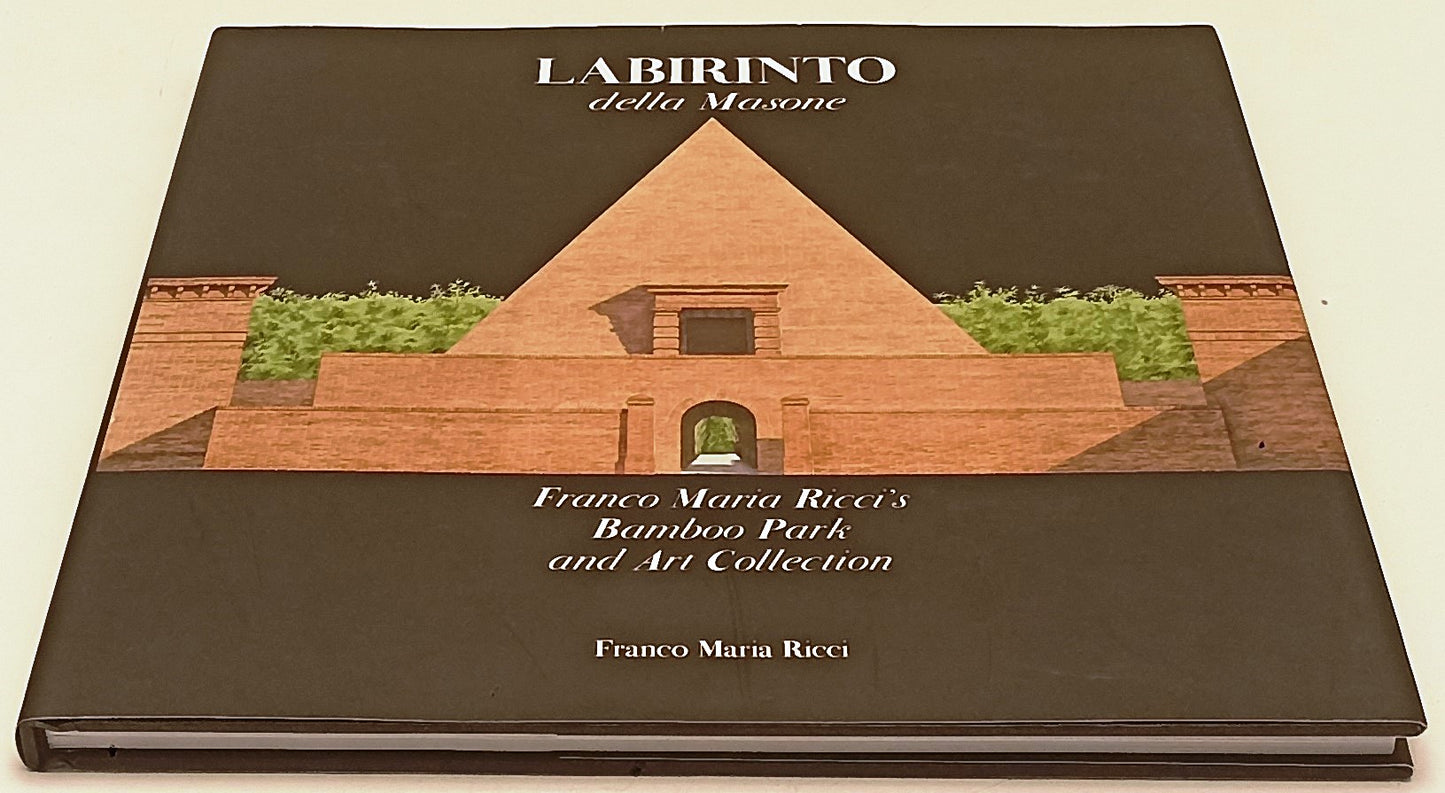 LABIRINTO
della Masone
Franco Maria Ricci's
Bamboo Park
and Art Collection
Franco Maria Ricci